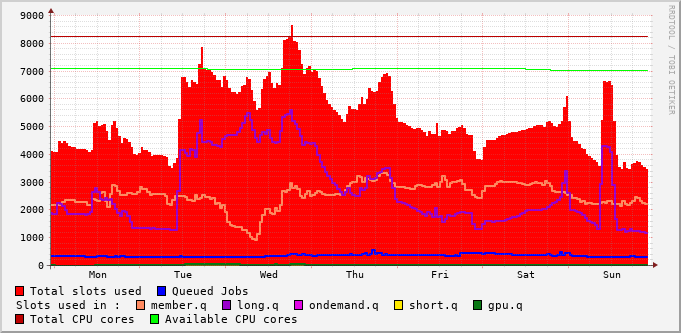 9000
8000
7000
6000
5000
4000
3000
2000
1000
0
Mon Tue Wed Thu Fri Sat Sun
RRDTOOL / TOBI OETIKER
Total slots used Queued Jobs
Slots used in : member.q long.q ondemand.q short.q gpu.q
Total CPU cores Available CPU cores